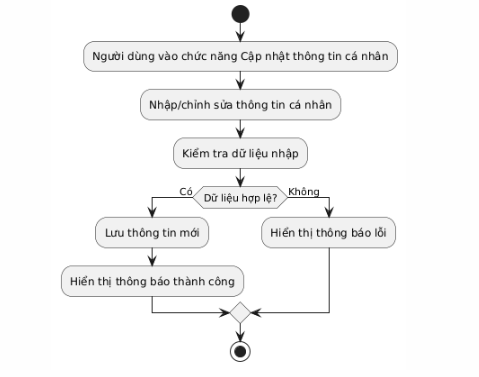 Người dùng vào chức năng Cập nhật thông tin cá nhân
Nhập/chỉnh sửa thông tin cá nhân
Kiểm tra dữ liệu nhập
Có
Dữ liệu hợp lệ?
Không
Lưu thông tin mới
Hiển thị thông báo lỗi
Hiển thị thông báo thành công